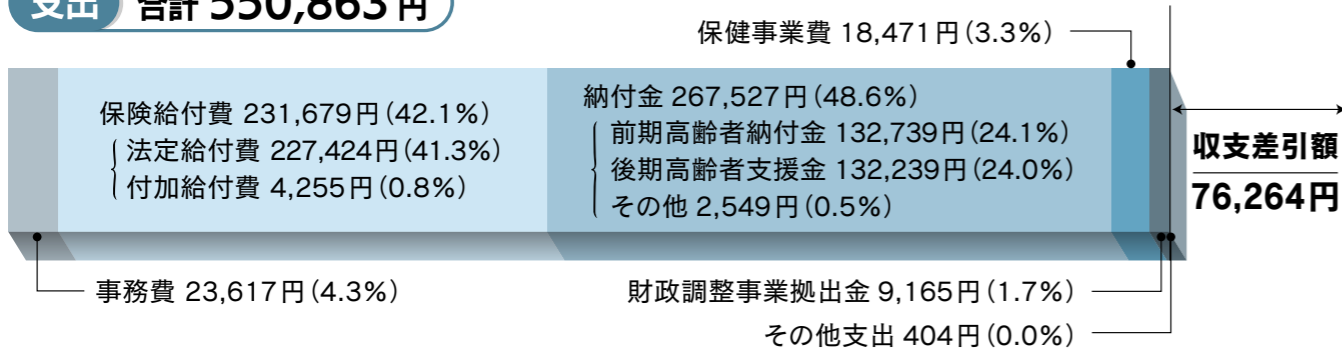 支出 合計 550,863円
保健事業費 18,471円(3.3%)
保険給付費 231,679円(42.1%)
法定給付費 227,424円(41.3%)
付加給付費 4,255円(0.8%)
納付金 267,527円(48.6%)
前期高齢者納付金 132,739円(24.1%)
後期高齢者支援金 132,239円(24.0%)
その他 2,549円(0.5%)
収支差引額
76,264円
事務費 23,617円(4.3%)
財政調整事業拠出金 9,165円(1.7%)
その他支出 404円(0.0%)